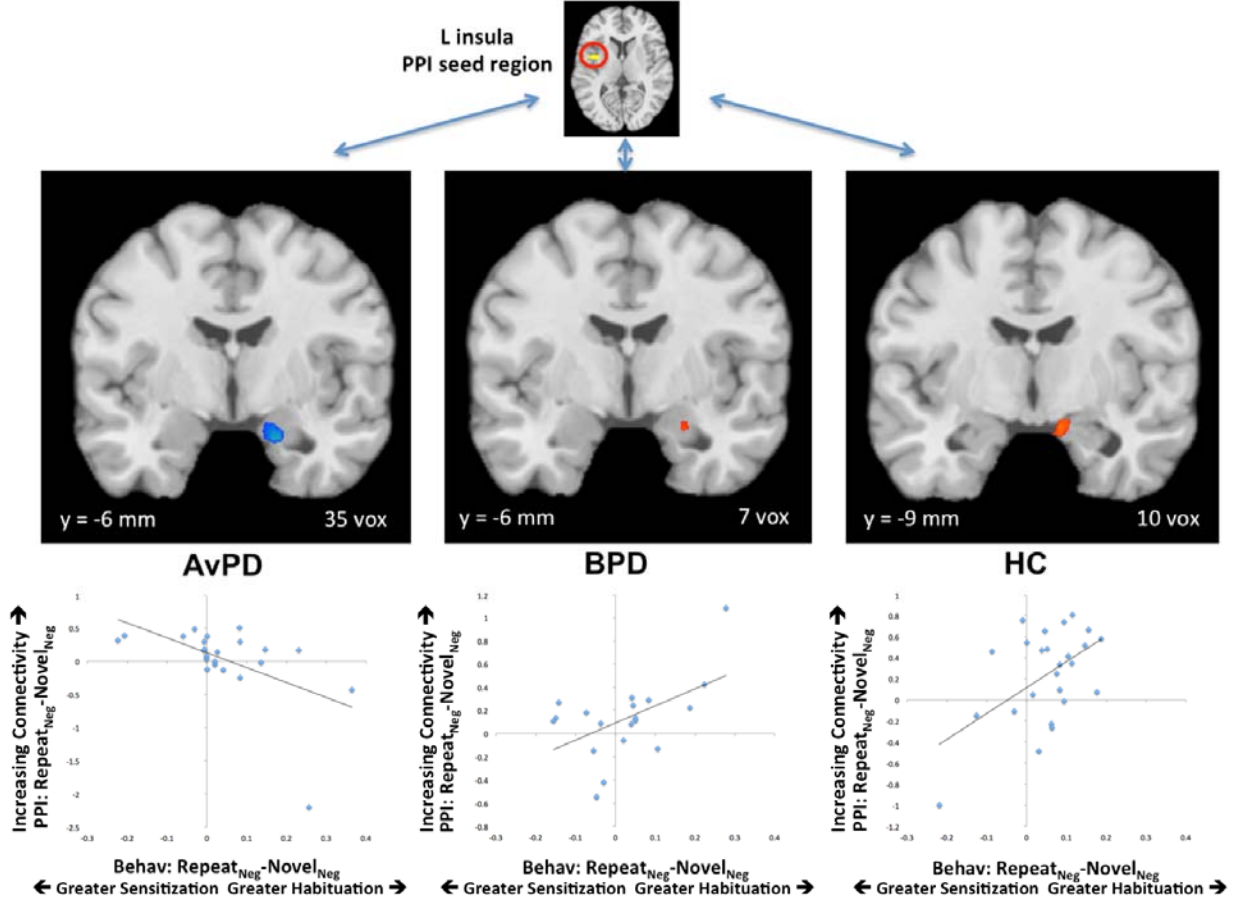 L insula
PPI seed region
y = -6 mm
35 vox
y = -6 mm
7 vox
y = -9 mm
10 vox
AvPD
BPD
HC
Increasing Connectivity →
PPI: RepeatNeg-NovelNeg
1
0.5
0
-0.5
-1
-1.5
-2
-2.5
-0.3
-0.2
-0.1
0
0.1
0.2
0.3
0.4
Behav: RepeatNeg-NovelNeg
← Greater Sensitization Greater Habituation →
Increasing Connectivity →
PPI: RepeatNeg-NovelNeg
1.2
1
0.8
0.6
0.4
0.2
0
-0.2
-0.4
-0.6
-0.8
-0.3
-0.2
-0.1
0
0.1
0.2
0.3
0.4
Behav: RepeatNeg-NovelNeg
← Greater Sensitization Greater Habituation →
Increasing Connectivity →
PPI: RepeatNeg-NovelNeg
1
0.8
0.6
0.4
0.2
0
-0.2
-0.4
-0.6
-0.8
-1
-1.2
-0.3
-0.2
-0.1
0
0.1
0.2
0.3
0.4
Behav: RepeatNeg-NovelNeg
← Greater Sensitization Greater Habituation →